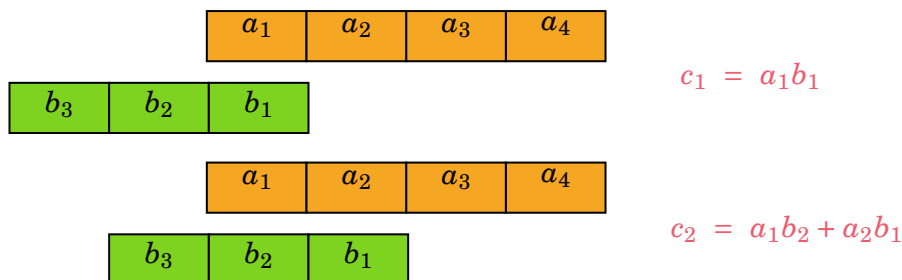 a₁ a₂ a₃ a₄
c₁ = a₁b₁
b₃ b₂ b₁
a₁ a₂ a₃ a₄
c₂ = a₁b₂ + a₂b₁
b₃ b₂ b₁